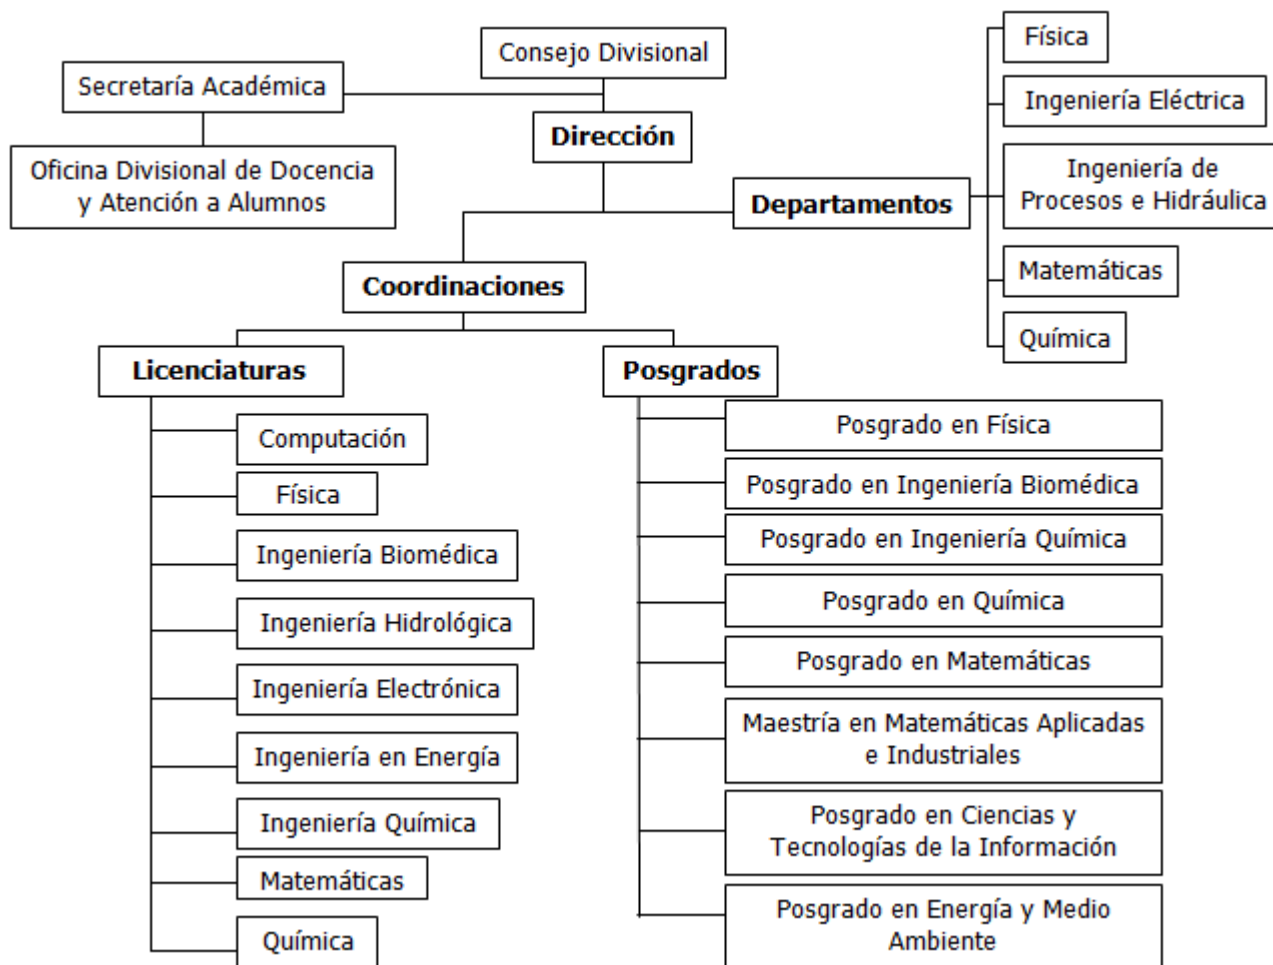 Consejo Divisional
Secretaría Académica
Dirección
Oficina Divisional de Docencia
y Atención a Alumnos
Departamentos
Física
Ingeniería Eléctrica
Ingeniería de
Procesos e Hidráulica
Matemáticas
Química
Coordinaciones
Licenciaturas
Computación
Física
Ingeniería Biomédica
Ingeniería Hidrológica
Ingeniería Electrónica
Ingeniería en Energía
Ingeniería Química
Matemáticas
Química
Posgrados
Posgrado en Física
Posgrado en Ingeniería Biomédica
Posgrado en Ingeniería Química
Posgrado en Química
Posgrado en Matemáticas
Maestría en Matemáticas Aplicadas
e Industriales
Posgrado en Ciencias y
Tecnologías de la Información
Posgrado en Energía y Medio
Ambiente